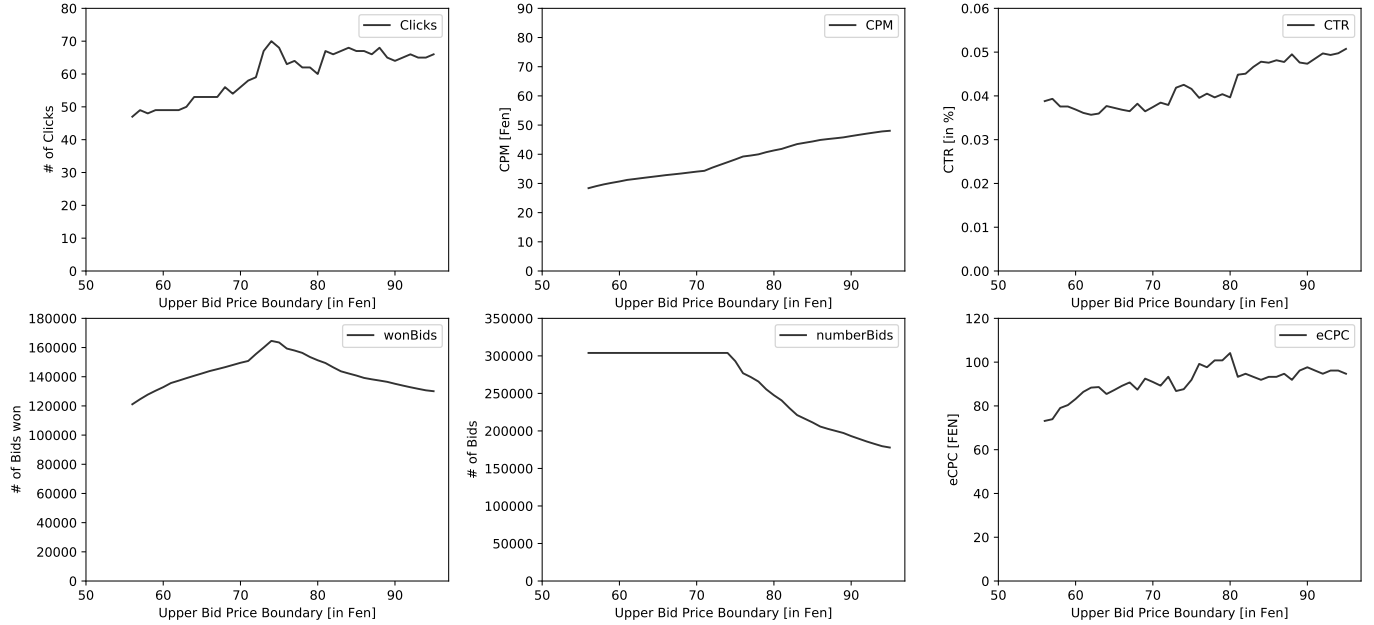 Clicks
80
70
60
50
40
30
20
10
0
# of Clicks
50 60 70 80 90
Upper Bid Price Boundary [in Fen]
CPM
90
80
70
60
50
40
30
20
10
0
CPM [Fen]
50 60 70 80 90
Upper Bid Price Boundary [in Fen]
CTR
0.06
0.05
0.04
0.03
0.02
0.01
0.00
CTR [in %]
50 60 70 80 90
Upper Bid Price Boundary [in Fen]
wonBids
180000
160000
140000
120000
100000
80000
60000
40000
20000
0
# of Bids won
50 60 70 80 90
Upper Bid Price Boundary [in Fen]
numberBids
350000
300000
250000
200000
150000
100000
50000
0
# of Bids
50 60 70 80 90
Upper Bid Price Boundary [in Fen]
eCPC
120
100
80
60
40
20
0
eCPC [FEN]
50 60 70 80 90
Upper Bid Price Boundary [in Fen]